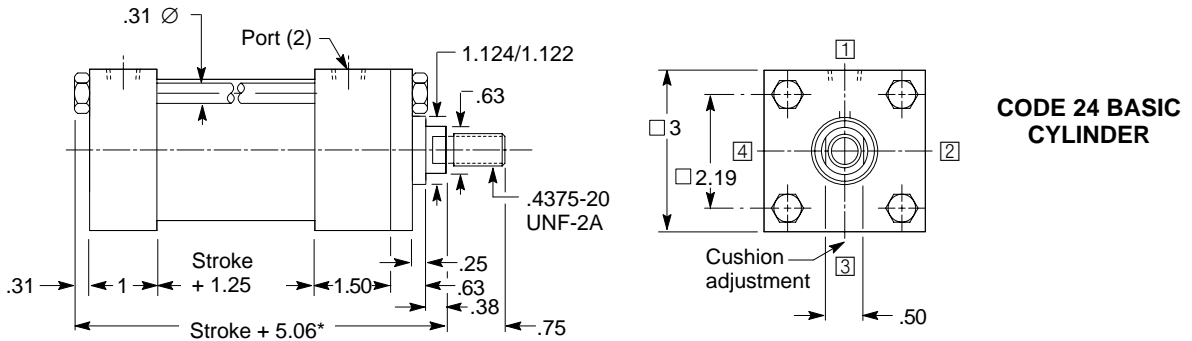 .31 Ø
Port (2)
1.124/1.122
.63
.4375-20
UNF-2A
.25
.63
.38
.75
.31
1
Stroke
+ 1.25
1.50
Stroke + 5.06*
1
□ 3
4
2
□ 2.19
Cushion
adjustment
3
.50
CODE 24 BASIC
CYLINDER